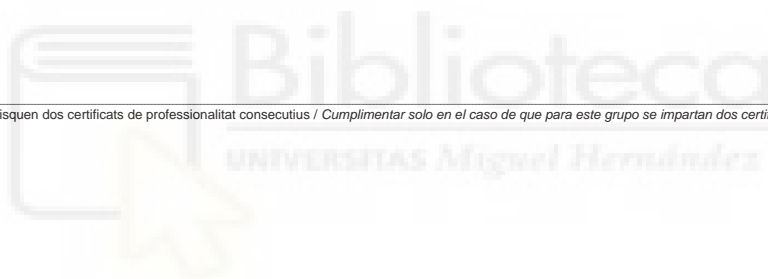 Biblioteca
isquen dos certificats de professionalitat consecutius / Cumplimentar solo en el caso de que para este grupo se impartan dos certif
UNIVERSITAS Miguel Hernández